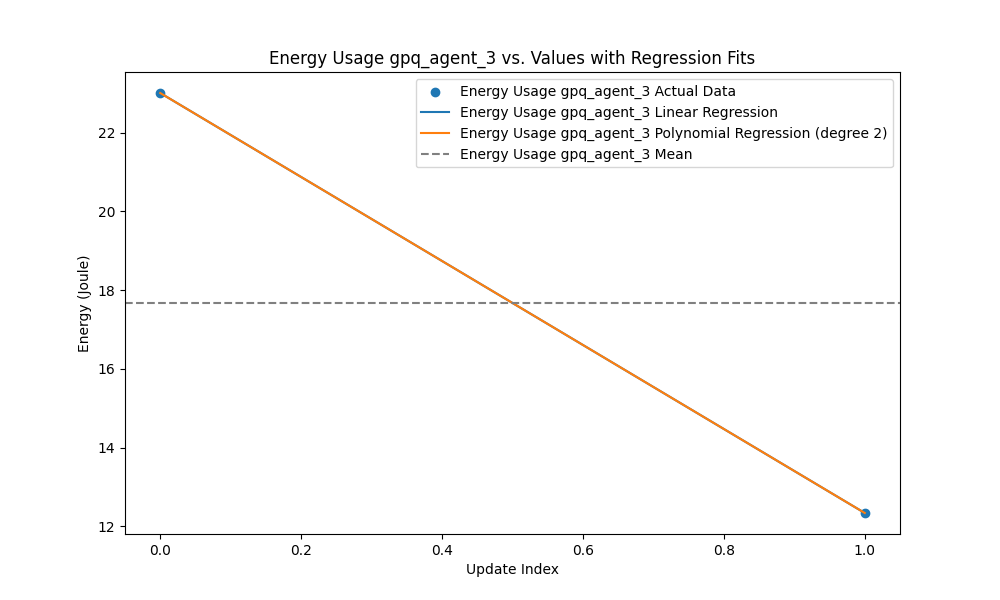 Energy Usage gpq_agent_3 vs. Values with Regression Fits
Energy Usage gpq_agent_3 Actual Data
Energy Usage gpq_agent_3 Linear Regression
Energy Usage gpq_agent_3 Polynomial Regression (degree 2)
Energy Usage gpq_agent_3 Mean
Energy (Joule)
22
20
18
16
14
12
0.0 0.2 0.4 0.6 0.8 1.0
Update Index